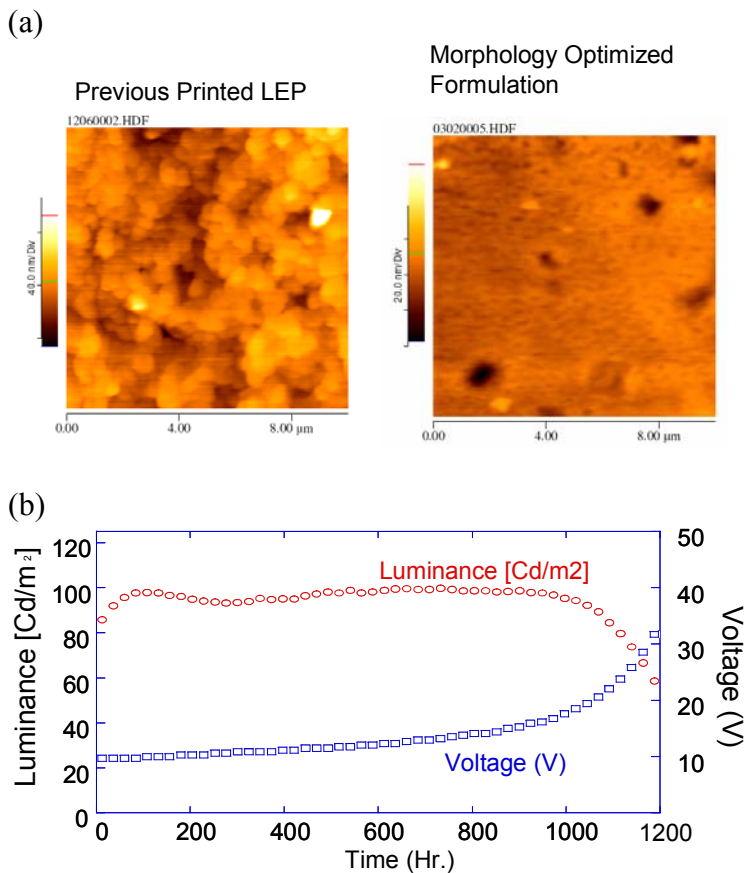 (a)
Previous Printed LEP
Morphology Optimized
Formulation
12060002.HDF
03020005.HDF
40.0 nm/Div
20.0 nm/Div
0.00 4.00 8.00 µm
0.00 4.00 8.00 µm
(b)
Luminance [Cd/m²]
120
100
80
60
40
20
0
Luminance [Cd/m2]
Voltage (V)
50
40
30
20
10
Voltage (V)
0 200 400 600 800 1000 1200
Time (Hr.)